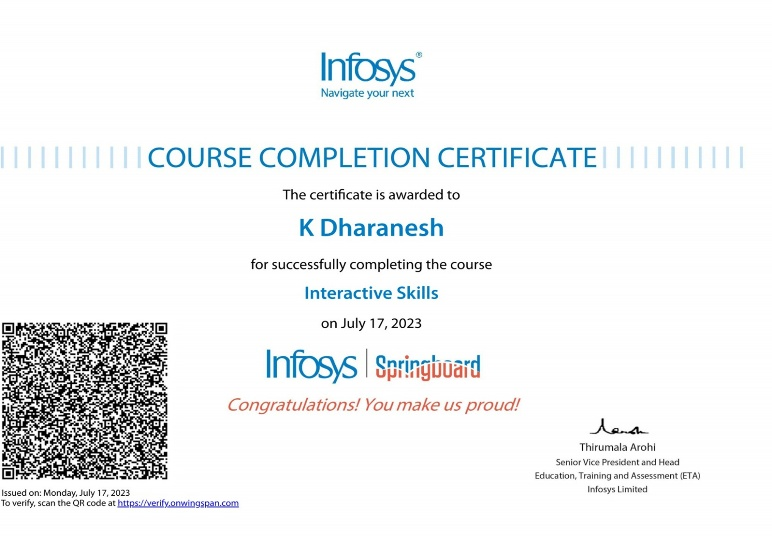 Infosys®
Navigate your next
COURSE COMPLETION CERTIFICATE
The certificate is awarded to
K Dharanesh
for successfully completing the course
Interactive Skills
on July 17, 2023
Infosys | Springboard
Congratulations! You make us proud!
Thirumala Arohi
Senior Vice President and Head
Education, Training and Assessment (ETA)
Infosys Limited
Issued on: Monday, July 17, 2023
To verify, scan the QR code at https://verify.onwingspan.com